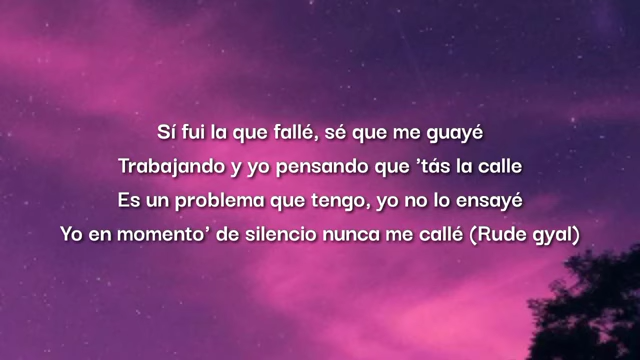 Sí fui la que fallé, sé que me guayé
Trabajando y yo pensando que 'tás la calle
Es un problema que tengo, yo no lo ensayé
Yo en momento' de silencio nunca me callé (Rude gyal)